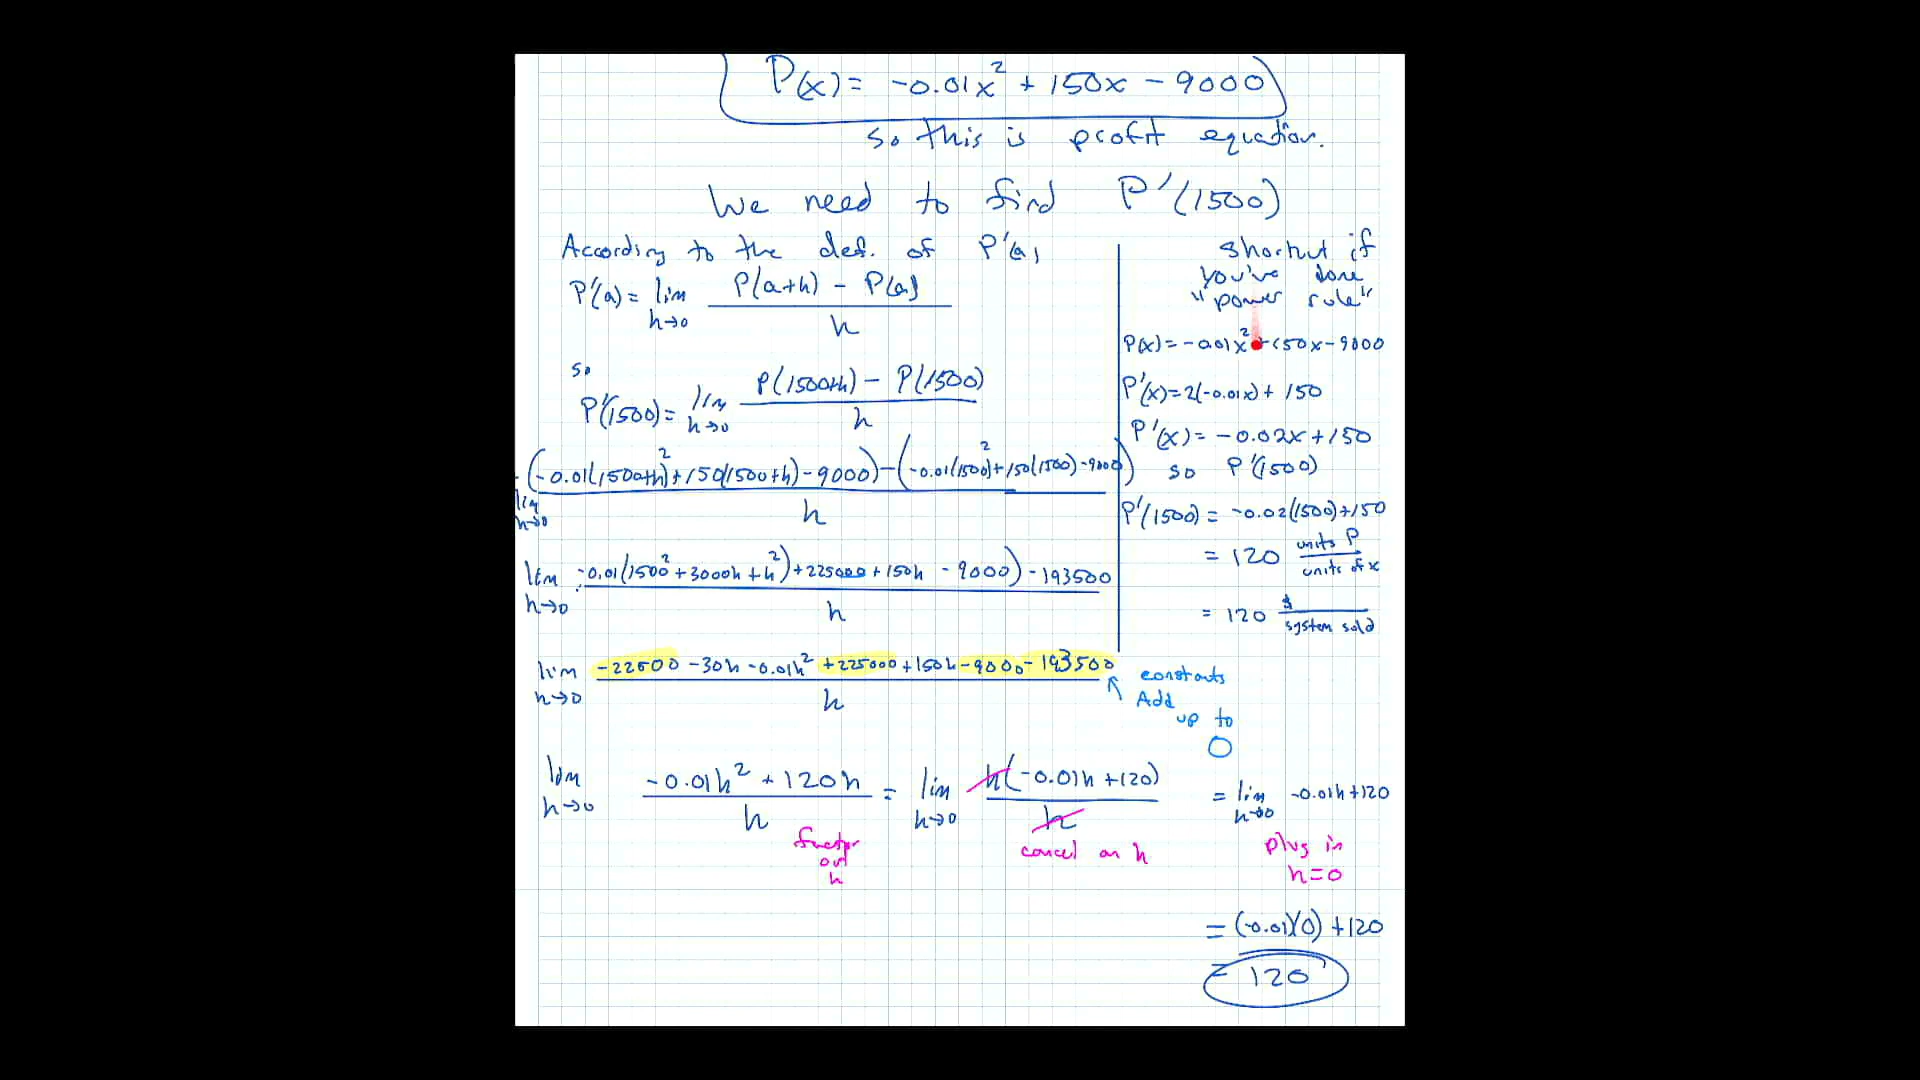 P(x) = -0.01x² + 150x - 9000
so this is profit equation.
We need to find P'(1500)
According to the def. of P'(a)
P'(a) = lim h→0 P(a+h) - P(a) / h
so
P'(1500) = lim h→0 P(1500+h) - P(1500) / h
lim h→0 (-0.01(1500+h)² + 150(1500+h) - 9000) - (-0.01(1500)² + 150(1500) - 9000) / h
lim h→0 -0.01(1500² + 3000h + h²) + 225000 + 150h - 9000) - 193500 / h
lim h→0 -22500 - 30h - 0.01h² + 225000 + 150h - 9000 - 193500 / h
constants
Add
up to
0
shortcut if
you've done
"power rule"
P(x) = -0.01x² + 150x - 9000
P'(x) = 2(-0.01x) + 150
P'(x) = -0.02x + 150
so P'(1500)
P'(1500) = -0.02(1500) + 150
= 120 units P / units of x
= 120 $ / system sold
lim h→0 -0.01h² + 120h / h = lim h→0 h(-0.01h + 120) / h = lim h→0 -0.01h + 120
factor
out
h
cancel an h
plug in
h = 0
= (-0.01)(0) + 120
= 120